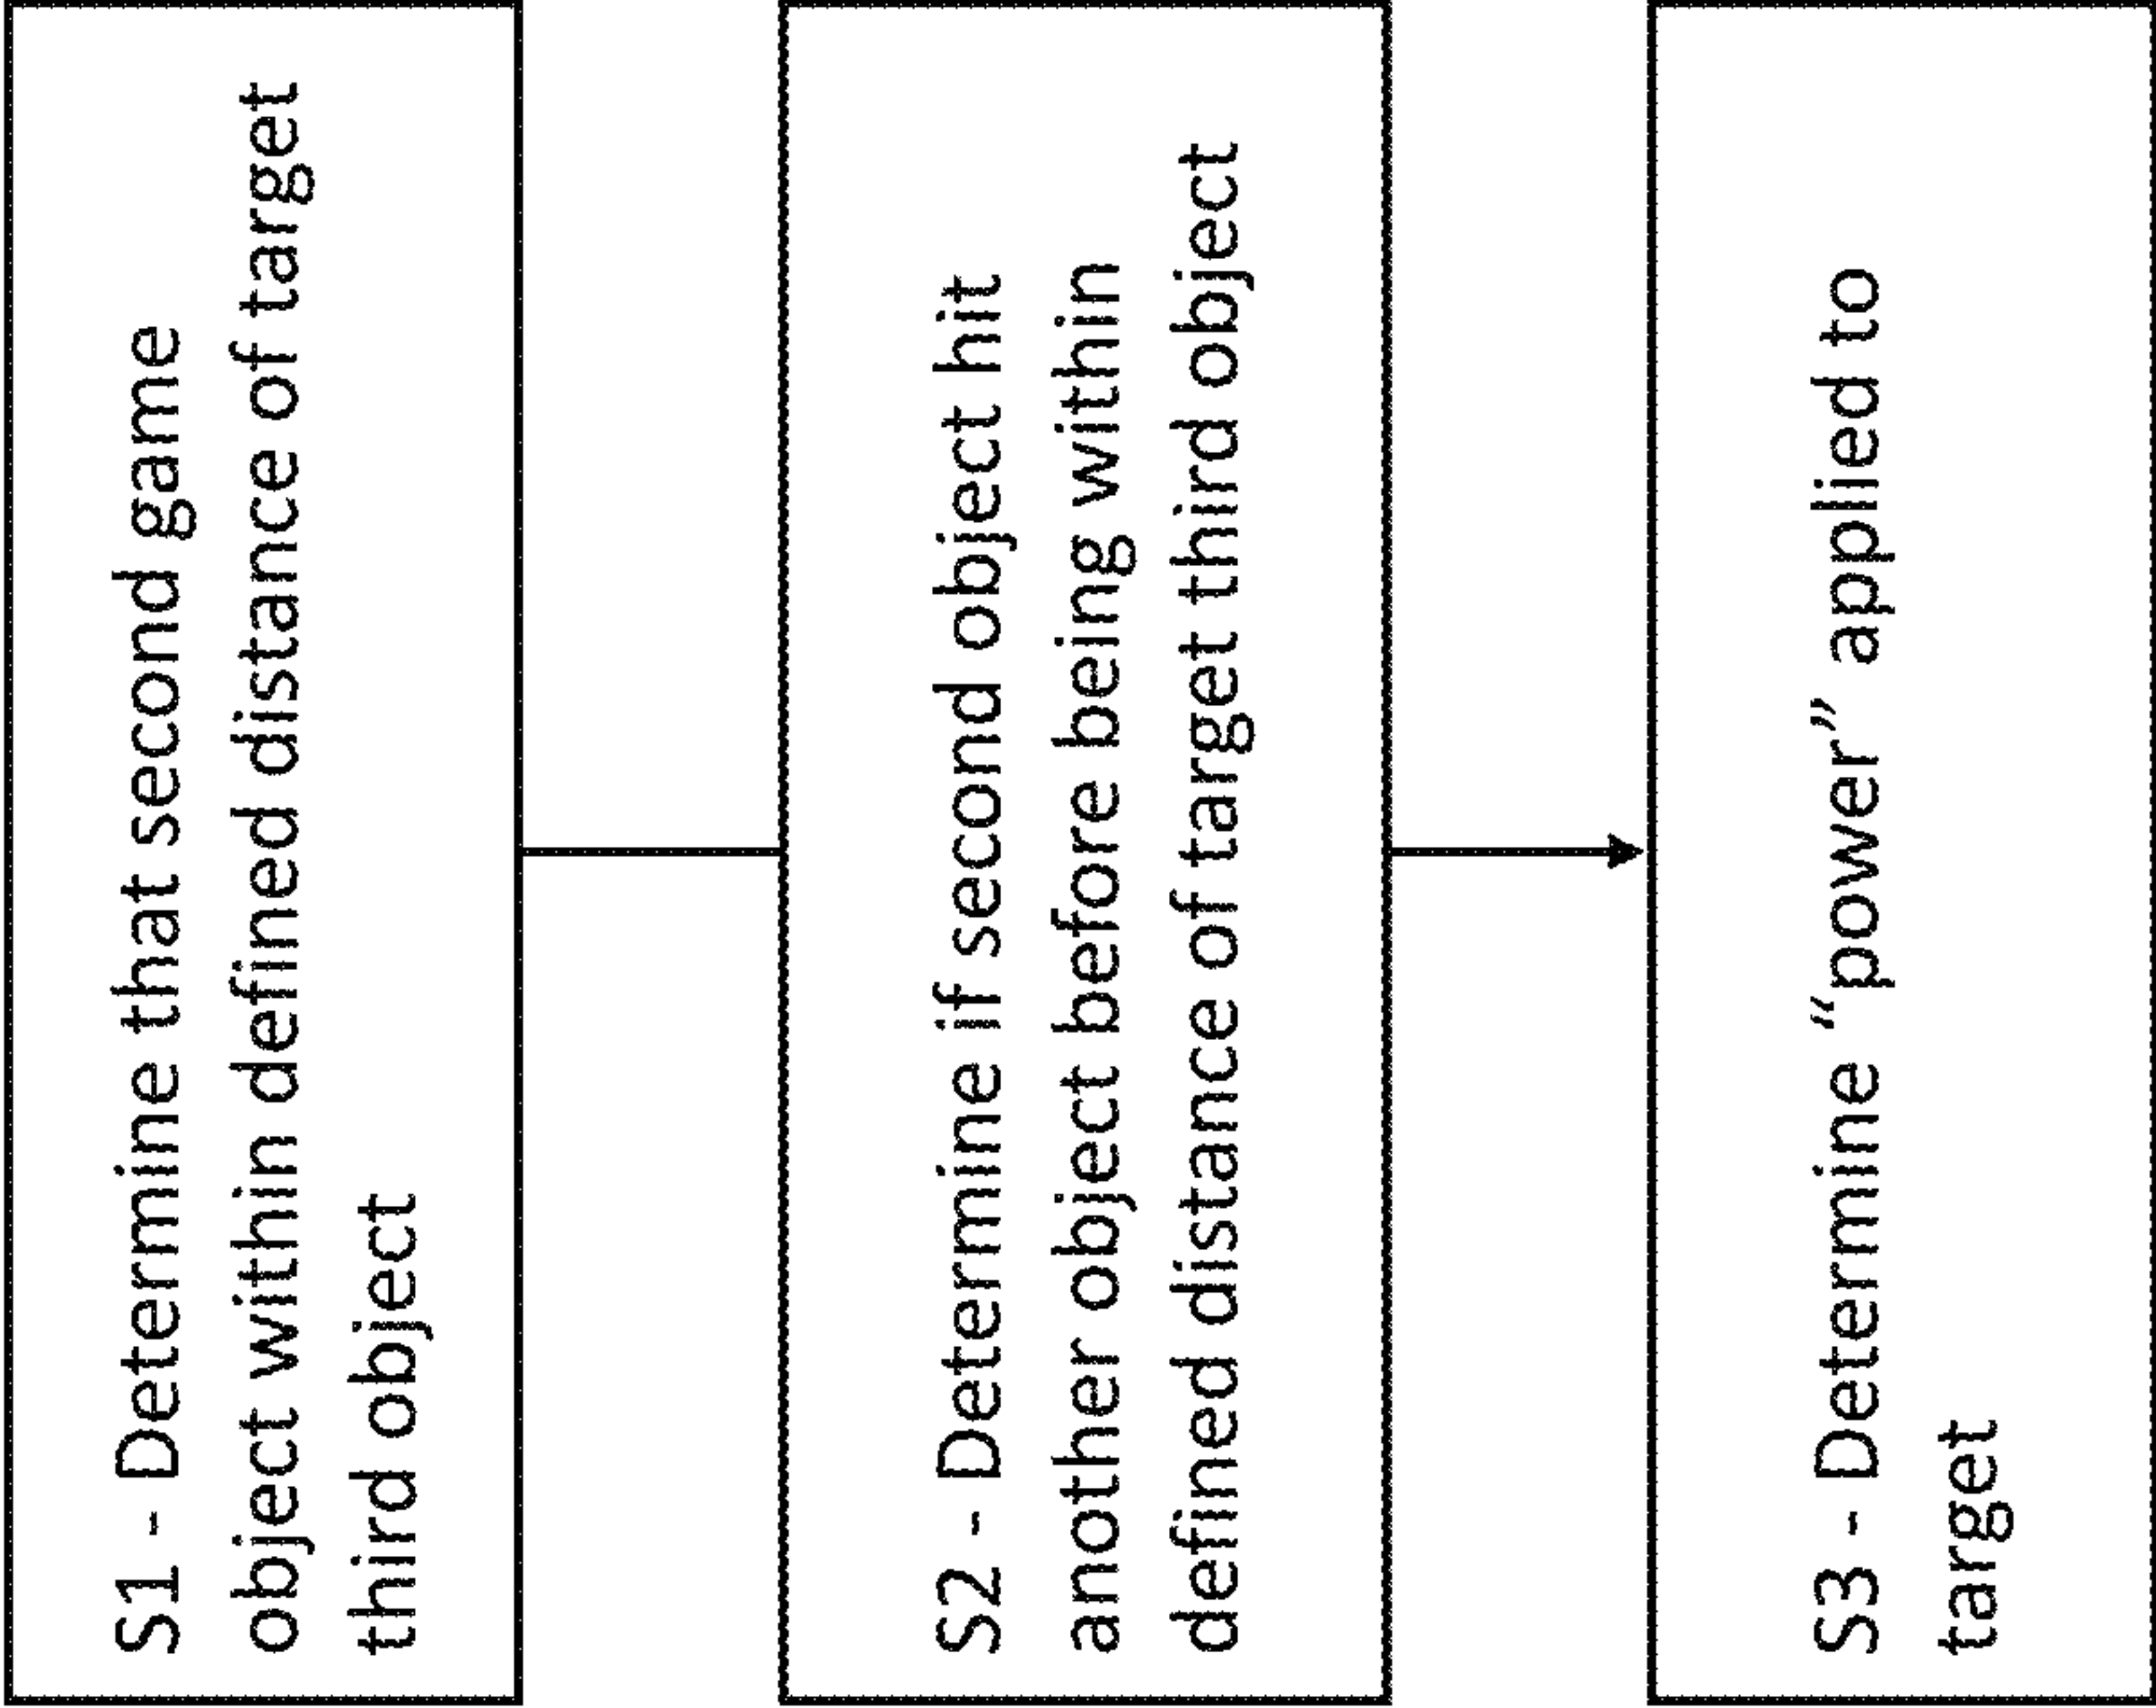 S1 - Determine that second game
object within defined distance of target
third object
S2 - Determine if second object hit
another object before being within
defined distance of target third object
S3 - Determine “power” applied to
target